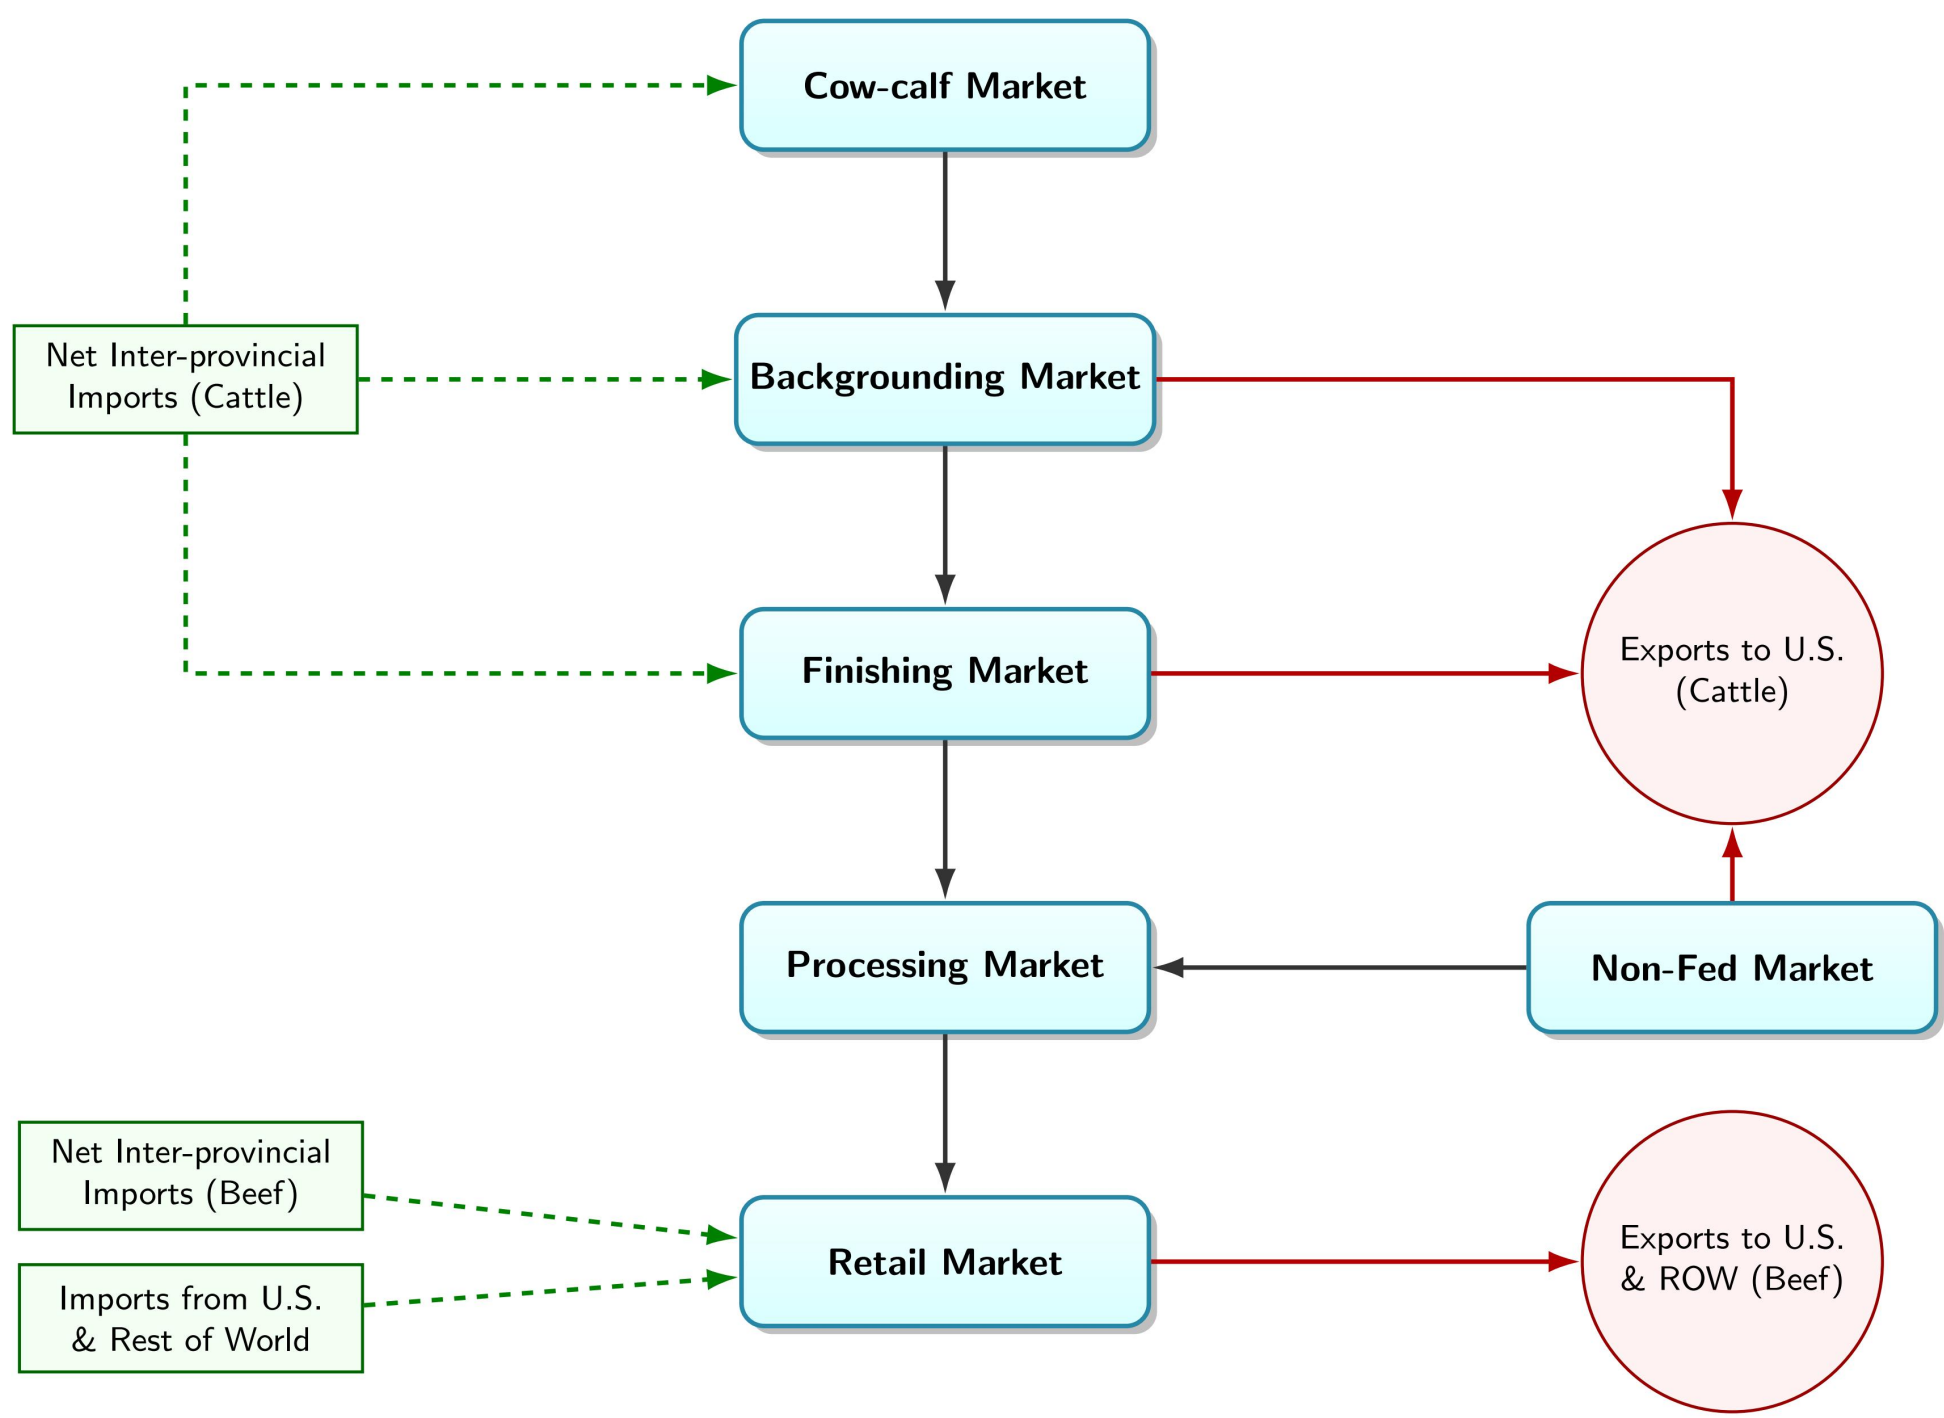 Cow-calf Market
Net Inter-provincial
Imports (Cattle)
Backgrounding Market
Finishing Market
Exports to U.S.
(Cattle)
Processing Market
Non-Fed Market
Net Inter-provincial
Imports (Beef)
Imports from U.S.
& Rest of World
Retail Market
Exports to U.S.
& ROW (Beef)